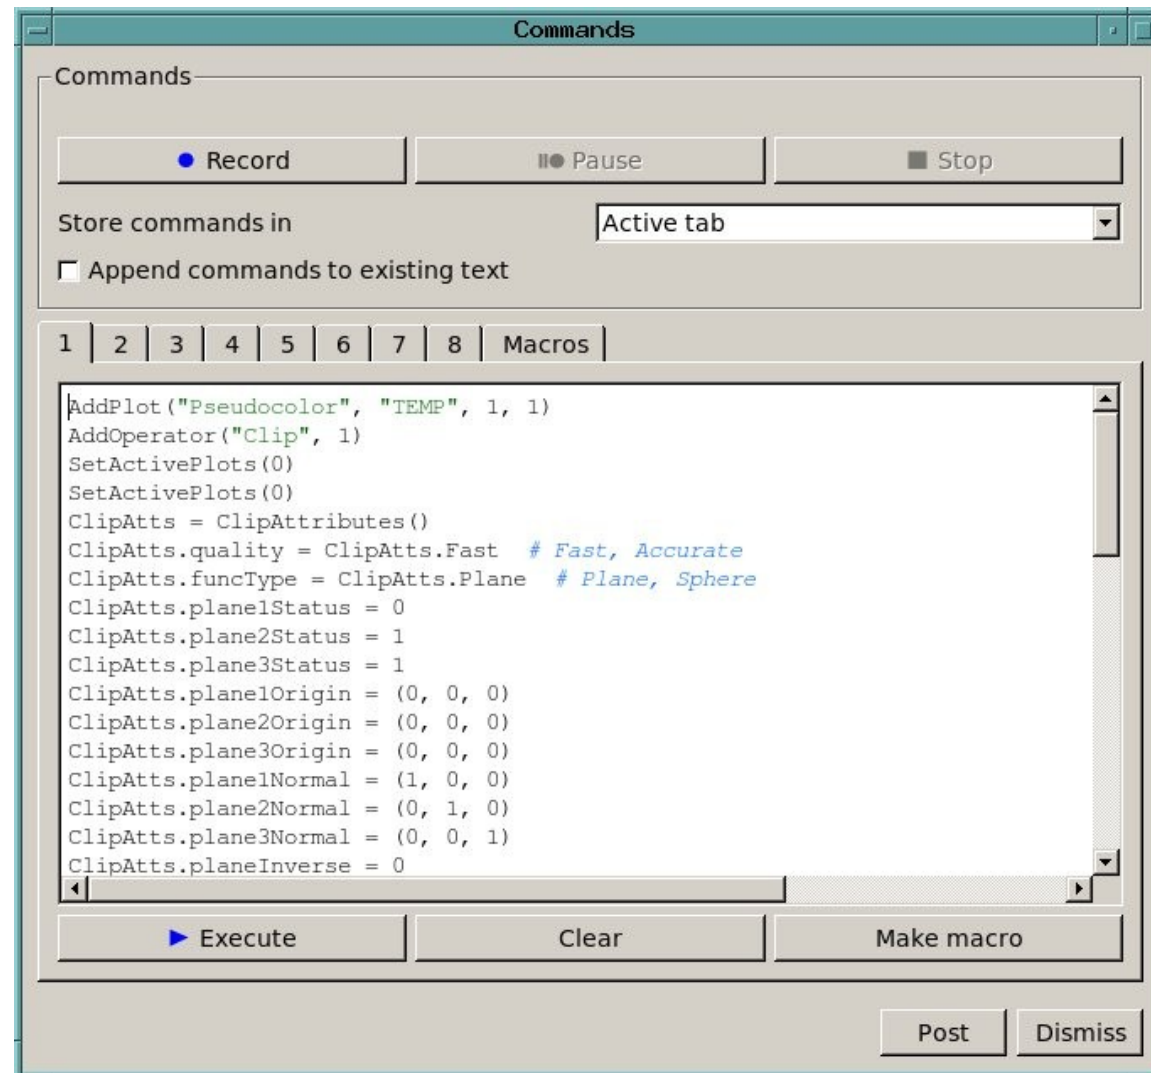 Commands
Commands
Record Pause Stop
Store commands in Active tab
Append commands to existing text
1 2 3 4 5 6 7 8 Macros
AddPlot("Pseudocolor", "TEMP", 1, 1)
AddOperator("Clip", 1)
SetActivePlots(0)
SetActivePlots(0)
ClipAtts = ClipAttributes()
ClipAtts.quality = ClipAtts.Fast  # Fast, Accurate
ClipAtts.funcType = ClipAtts.Plane  # Plane, Sphere
ClipAtts.plane1Status = 0
ClipAtts.plane2Status = 1
ClipAtts.plane3Status = 1
ClipAtts.plane1Origin = (0, 0, 0)
ClipAtts.plane2Origin = (0, 0, 0)
ClipAtts.plane3Origin = (0, 0, 0)
ClipAtts.plane1Normal = (1, 0, 0)
ClipAtts.plane2Normal = (0, 1, 0)
ClipAtts.plane3Normal = (0, 0, 1)
ClipAtts.planeInverse = 0
Execute Clear Make macro
Post Dismiss